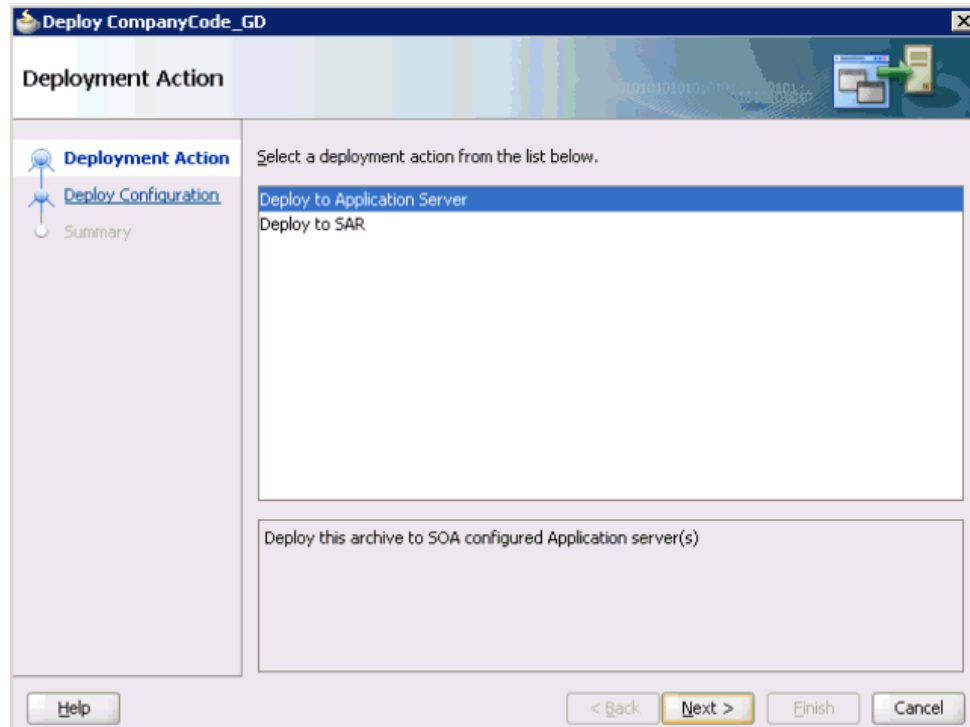 Deploy CompanyCode_GD
Deployment Action
Deployment Action
Deploy Configuration
Summary
Select a deployment action from the list below.
Deploy to Application Server
Deploy to SAR
Deploy this archive to SOA configured Application server(s)
Help
< Back
Next >
Finish
Cancel